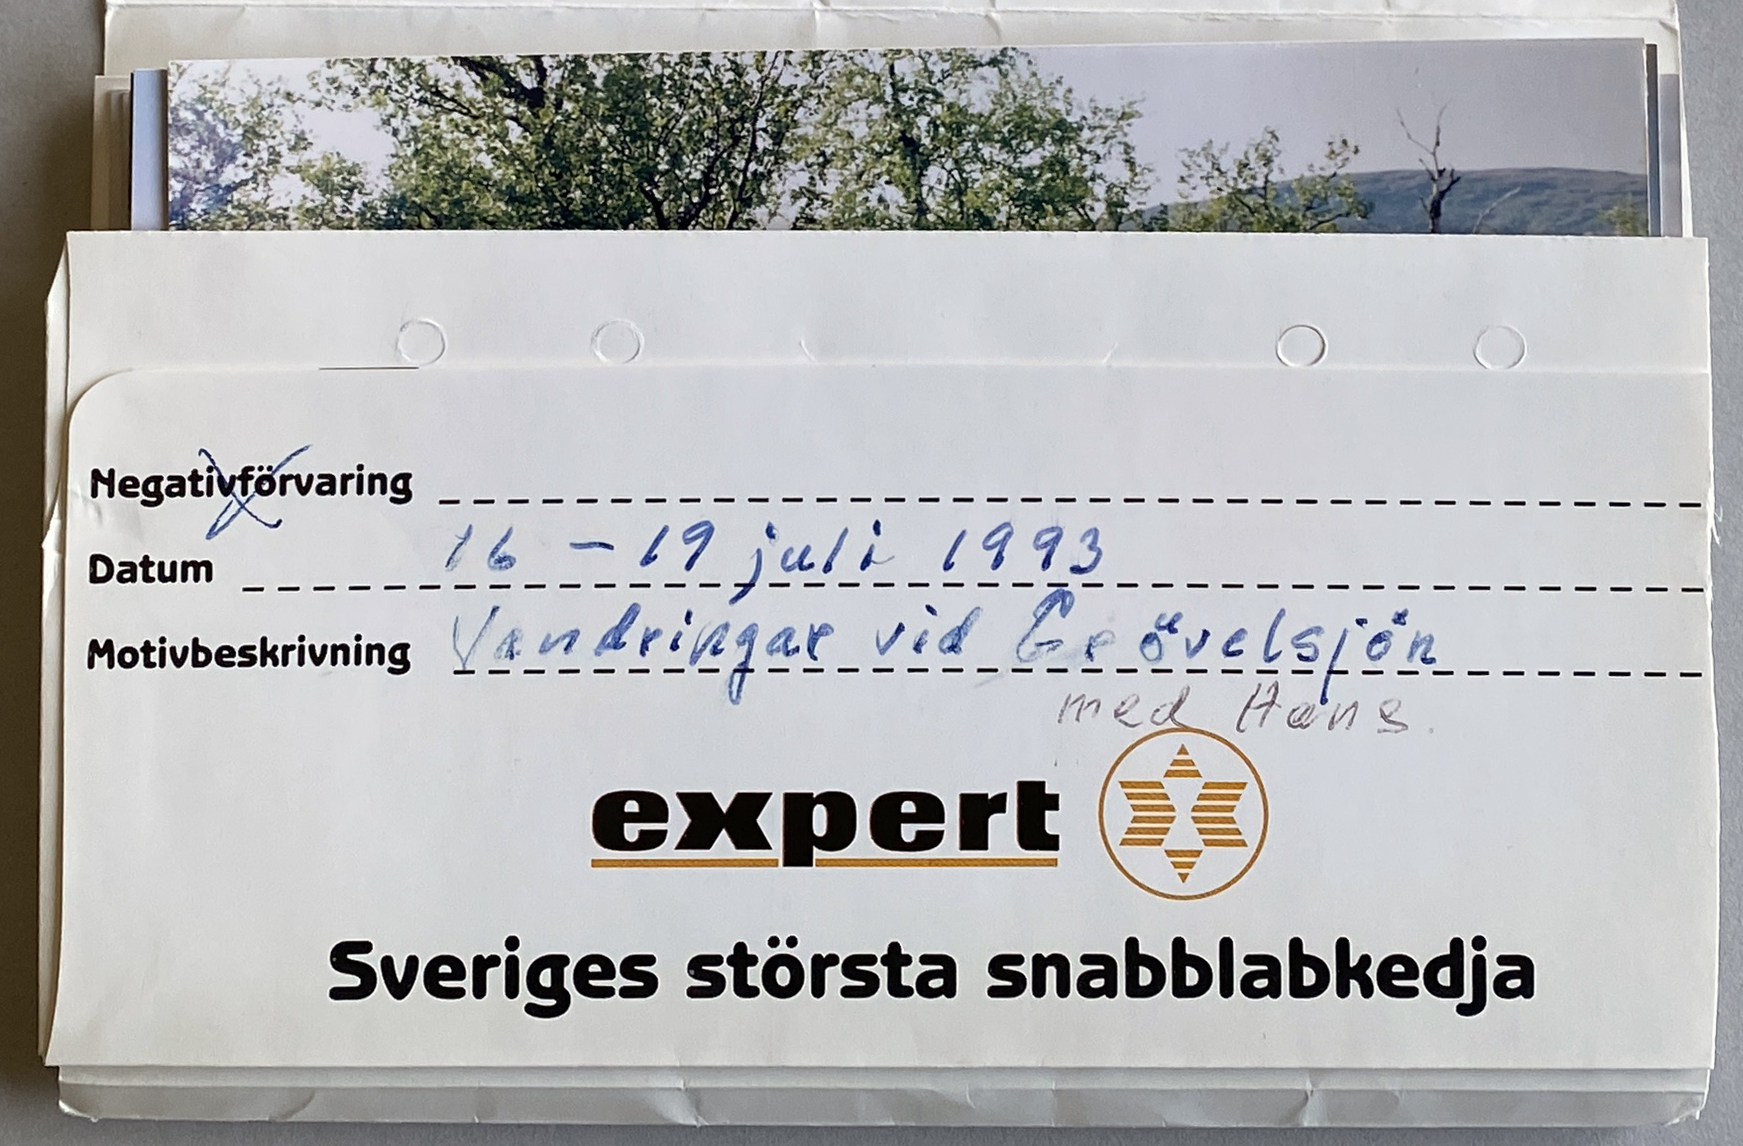 Negativförvaring
Datum 16 – 19 juli 1993
Motivbeskrivning Vandringar vid Grövelsjön
med Hans.
expert
Sveriges största snabblabkedja